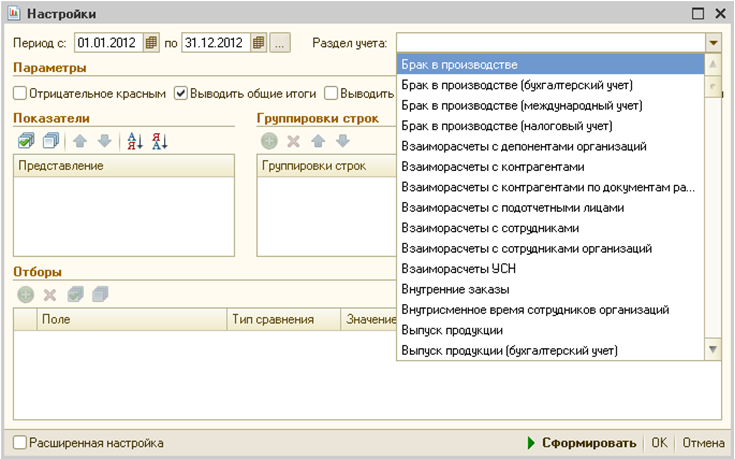 Настройки
Период с: 01.01.2012 по 31.12.2012 ... Раздел учета:
Параметры
Отрицательное красным Выводить общие итоги Выводить
Показатели
Группировки строк
Представление
Группировки строк
Отборы
Поле Тип сравнения Значение
Брак в производстве
Брак в производстве (бухгалтерский учет)
Брак в производстве (международный учет)
Брак в производстве (налоговый учет)
Взаиморасчеты с депонентами организаций
Взаиморасчеты с контрагентами
Взаиморасчеты с контрагентами по документам ра...
Взаиморасчеты с подотчетными лицами
Взаиморасчеты с сотрудниками
Взаиморасчеты с сотрудниками организаций
Взаиморасчеты УСН
Внутренние заказы
Внутрисменное время сотрудников организаций
Выпуск продукции
Выпуск продукции (бухгалтерский учет)
Расширенная настройка Сформировать OK Отмена